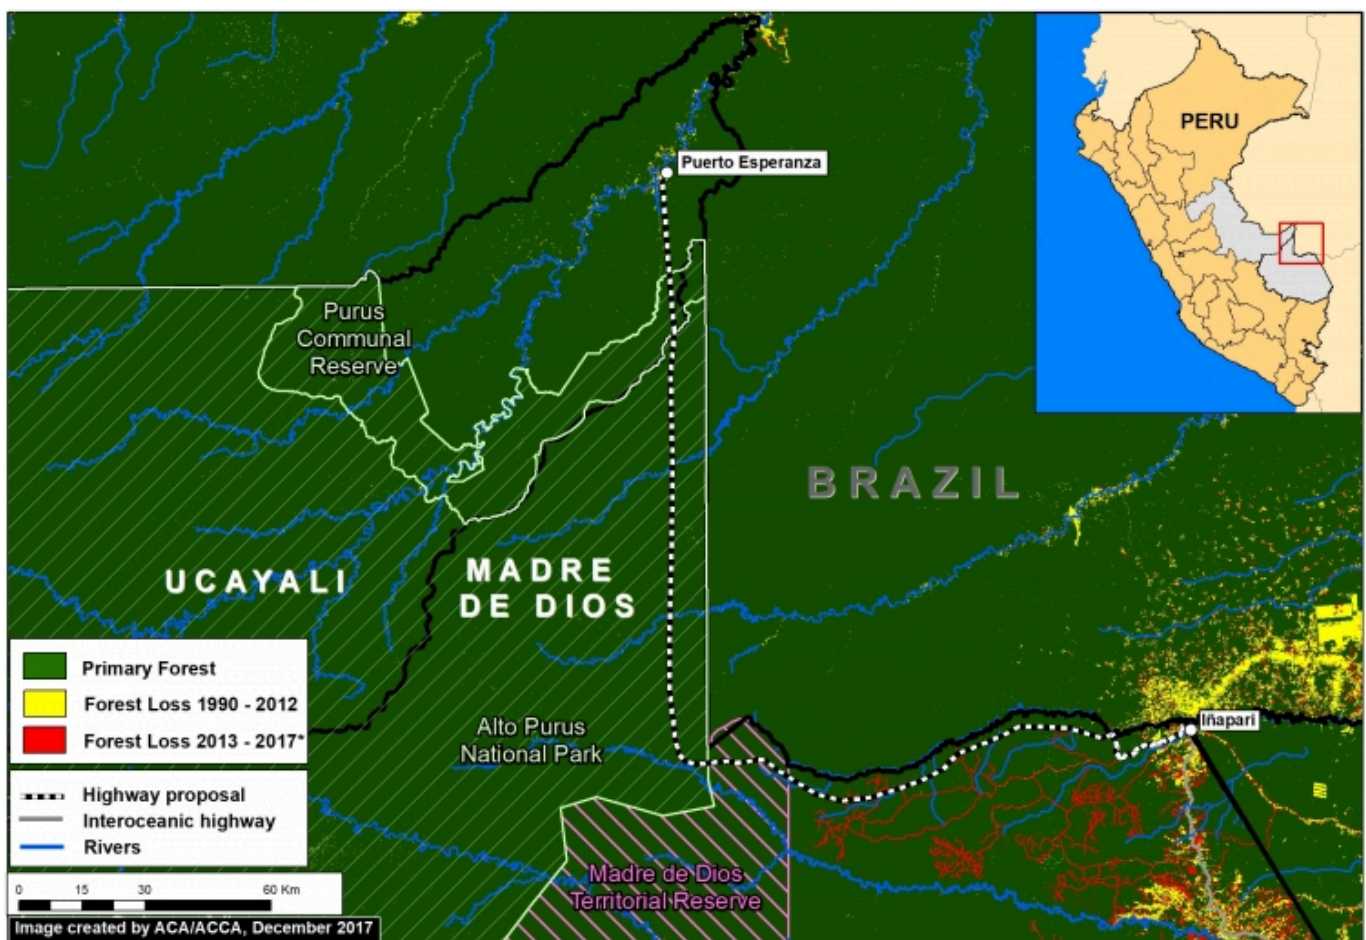 PERU
Puerto Esperanza
Purus
Communal
Reserve
BRAZIL
UCAYALI
MADRE
DE DIOS
Alto Purus
National Park
Iñapari
Madre de Dios
Territorial Reserve
Primary Forest
Forest Loss 1990 - 2012
Forest Loss 2013 - 2017*
Highway proposal
Interoceanic highway
Rivers
0 15 30 60 Km
Image created by ACA/ACCA, December 2017